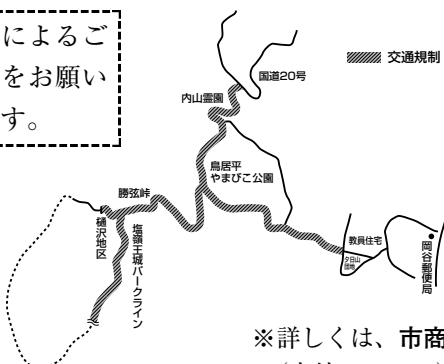 によるご
をお願い
す。
交通規制
国道20号
内山霊園
鳥居平
やまびこ公園
勝弦峠
樋沢地区
塩嶺王城パークライン
教員住宅
夕日山
団地
岡谷郵便局
※詳しくは、市商